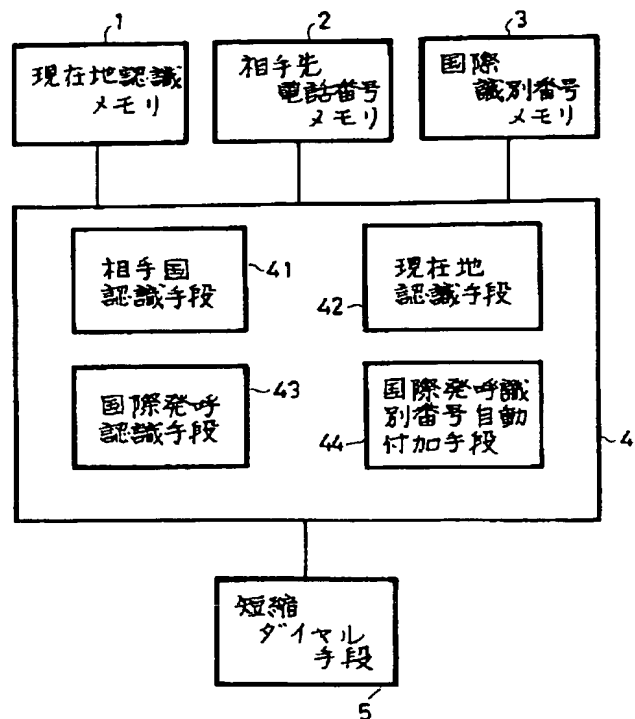 1
2
3
現在地認識
メモリ
相手先
電話番号
メモリ
国際
識別番号
メモリ
相手国
認識手段
41
現在地
認識手段
42
国際発呼
認識手段
43
国際発呼識
別番号自動
付加手段
44
4
短縮
ダイヤル
手段
5